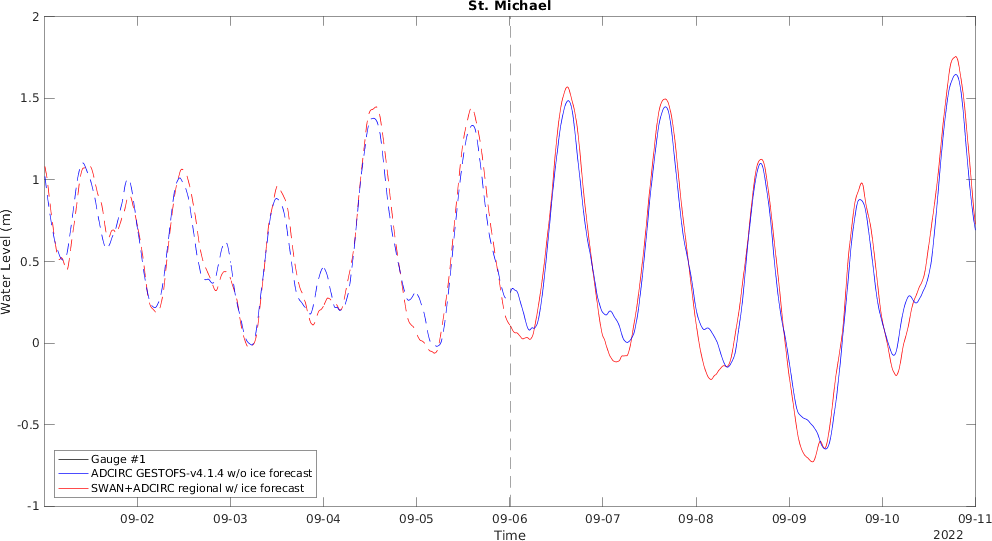 St. Michael
2
1.5
1
0.5
0
-0.5
-1
Water Level (m)
Gauge #1
ADCIRC GESTOFS-v4.1.4 w/o ice forecast
SWAN+ADCIRC regional w/ ice forecast
09-02 09-03 09-04 09-05 09-06 09-07 09-08 09-09 09-10 09-11
Time
2022